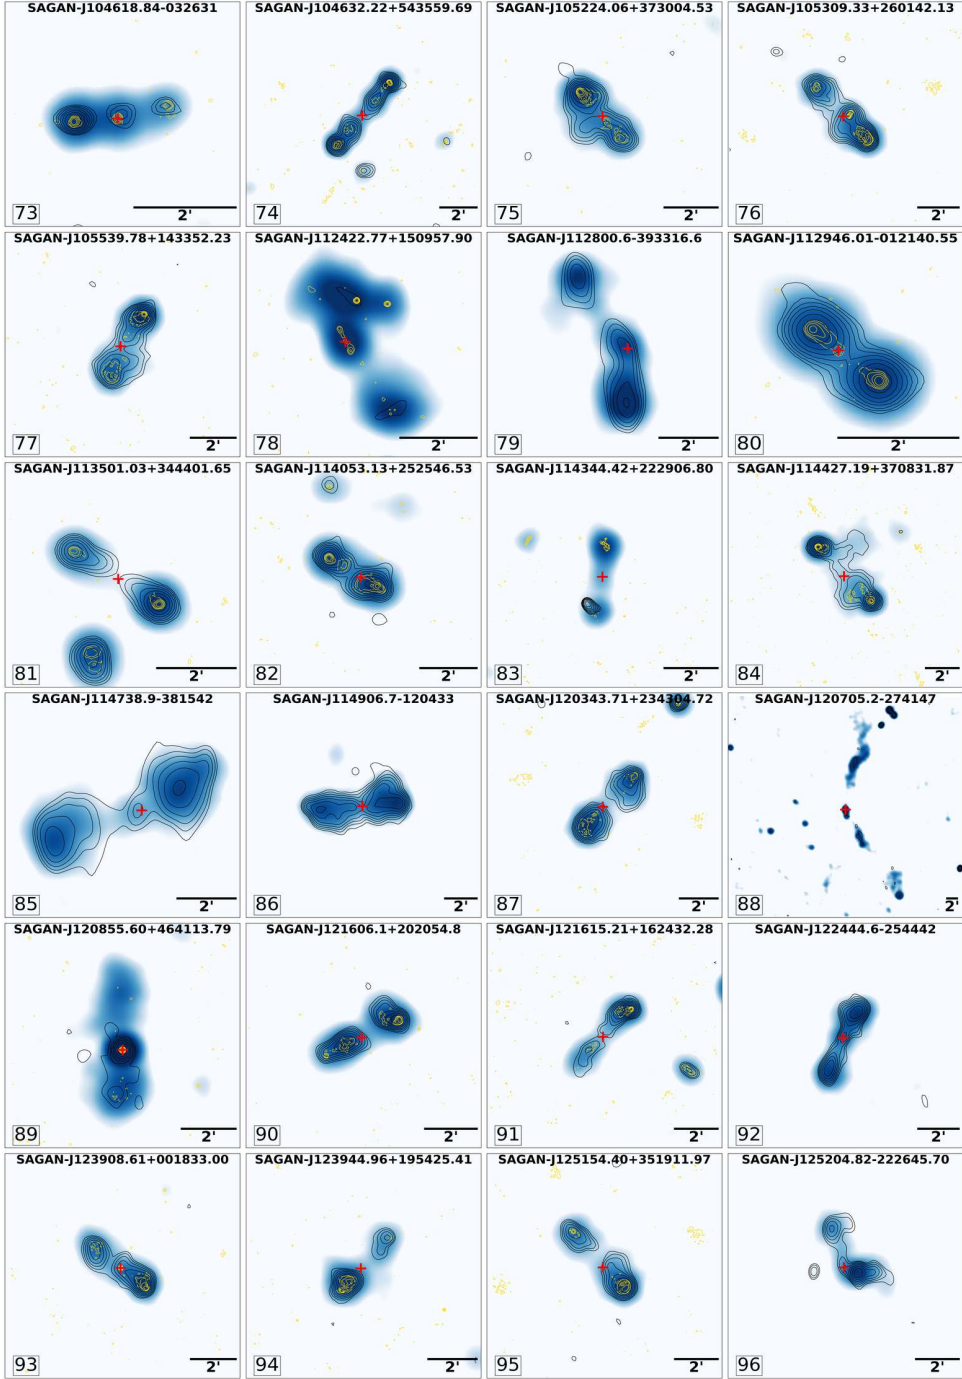 SAGAN-J104618.84-032631 SAGAN-J104632.22+543559.69 SAGAN-J105224.06+373004.53 SAGAN-J105309.33+260142.13
73 2' 74 2' 75 2' 76 2'
SAGAN-J105539.78+143352.23 SAGAN-J112422.77+150957.90 SAGAN-J112800.6-393316.6 SAGAN-J112946.01-012140.55
77 2' 78 2' 79 2' 80 2'
SAGAN-J113501.03+344401.65 SAGAN-J114053.13+252546.53 SAGAN-J114344.42+222906.80 SAGAN-J114427.19+370831.87
81 2' 82 2' 83 2' 84 2'
SAGAN-J114738.9-381542 SAGAN-J114906.7-120433 SAGAN-J120343.71+234304.72 SAGAN-J120705.2-274147
85 2' 86 2' 87 2' 88 2'
SAGAN-J120855.60+464113.79 SAGAN-J121606.1+202054.8 SAGAN-J121615.21+162432.28 SAGAN-J122444.6-254442
89 2' 90 2' 91 2' 92 2'
SAGAN-J123908.61+001833.00 SAGAN-J123944.96+195425.41 SAGAN-J125154.40+351911.97 SAGAN-J125204.82-222645.70
93 2' 94 2' 95 2' 96 2'